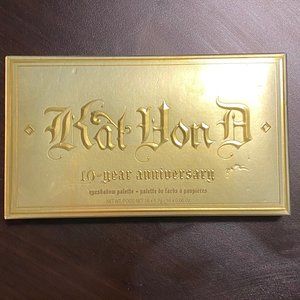 Kat Von D
10-year anniversary
eyeshadow palette • palette de fards à paupières